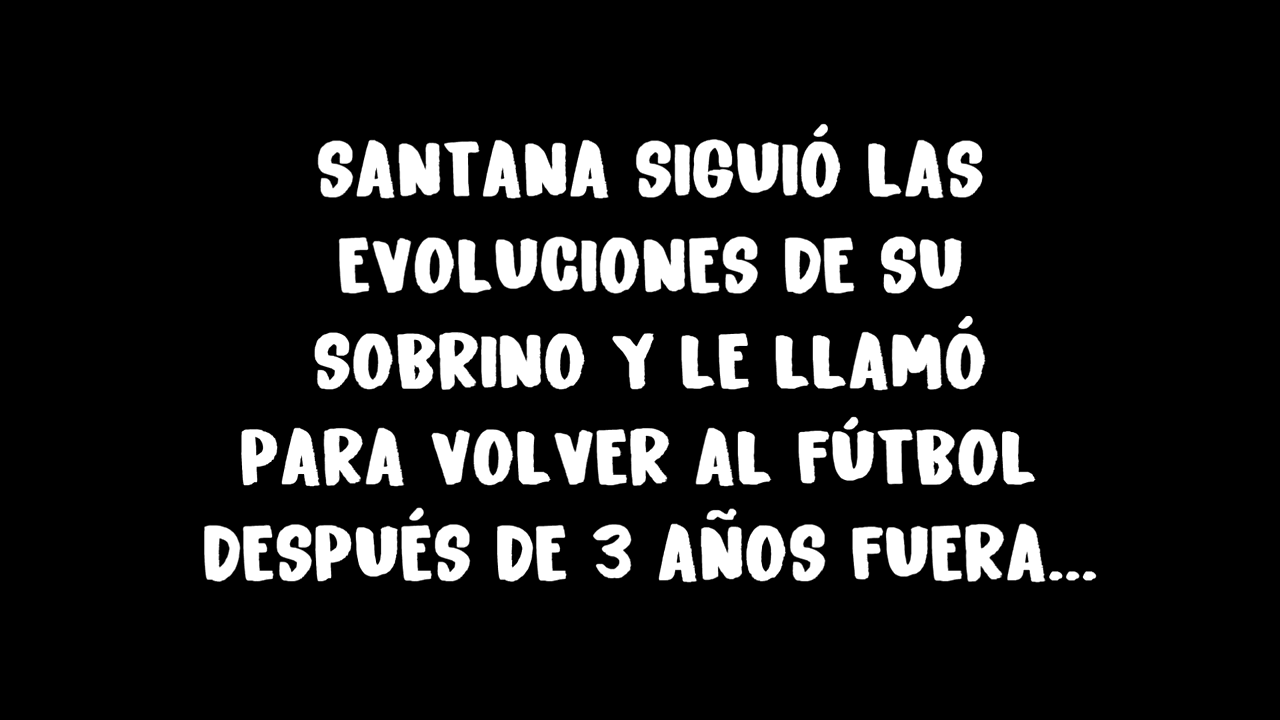 SANTANA SIGUIÓ LAS
EVOLUCIONES DE SU
SOBRINO Y LE LLAMÓ
PARA VOLVER AL FÚTBOL
DESPUÉS DE 3 AÑOS FUERA...